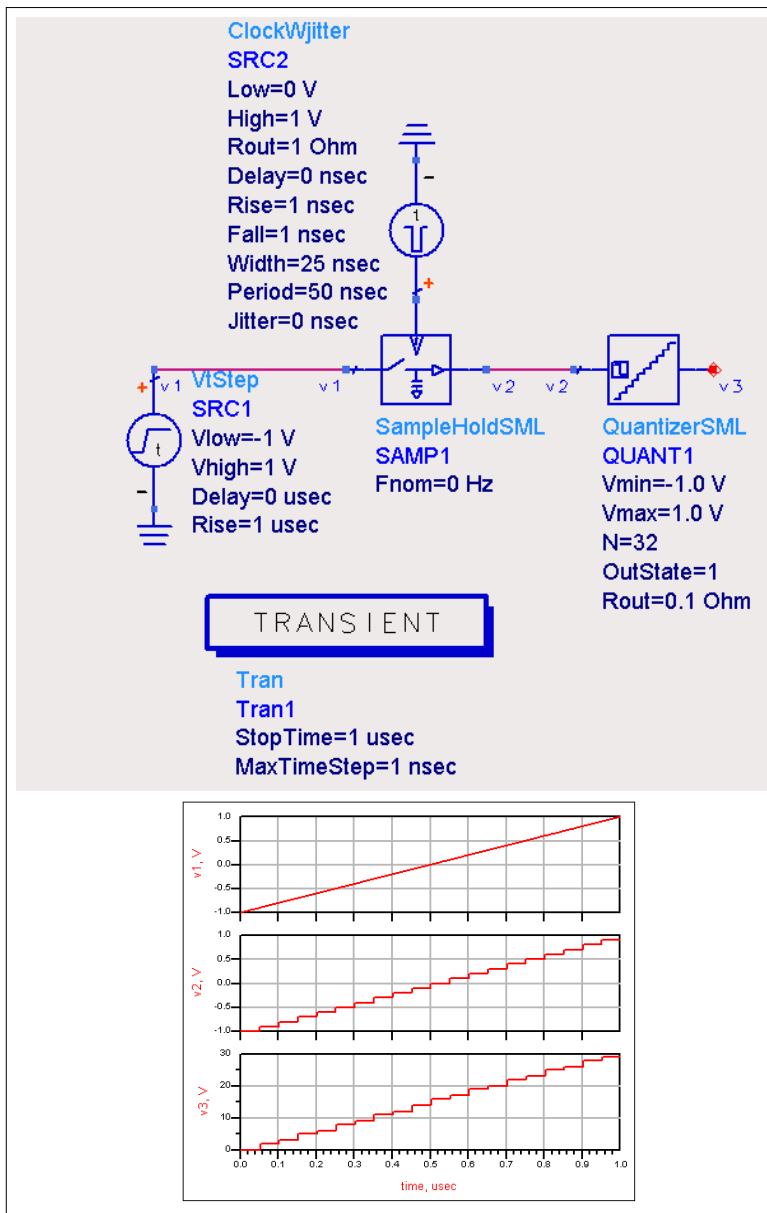 ClockWjitter
SRC2
Low=0 V
High=1 V
Rout=1 Ohm
Delay=0 nsec
Rise=1 nsec
Fall=1 nsec
Width=25 nsec
Period=50 nsec
Jitter=0 nsec
-
t
+
+
v1
v1
v2
v2
v3
VtStep
SRC1
Vlow=-1 V
Vhigh=1 V
Delay=0 usec
Rise=1 usec
t
-
SampleHoldSML
SAMP1
Fnom=0 Hz
QuantizerSML
QUANT1
Vmin=-1.0 V
Vmax=1.0 V
N=32
OutState=1
Rout=0.1 Ohm
TRANSIENT
Tran
Tran1
StopTime=1 usec
MaxTimeStep=1 nsec
v1, V
1.0
0.5
0.0
-0.5
-1.0
v2, V
1.0
0.5
0.0
-0.5
-1.0
v3, V
30
20
10
0
0.0 0.1 0.2 0.3 0.4 0.5 0.6 0.7 0.8 0.9 1.0
time, usec